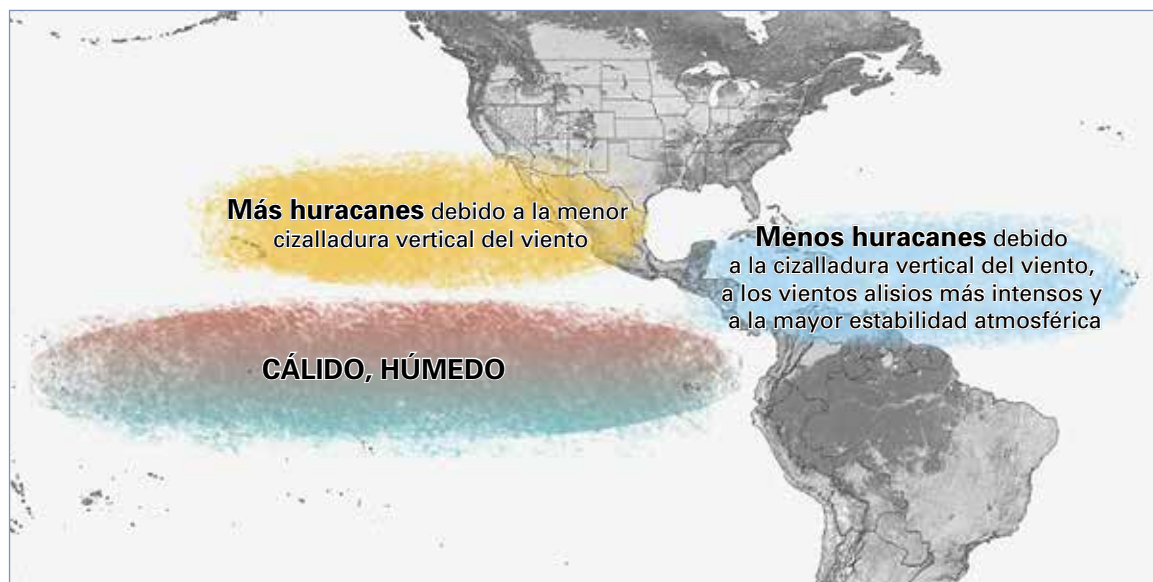 Más huracanes debido a la menor
cizalladura vertical del viento
Menos huracanes debido
a la cizalladura vertical del viento,
a los vientos alisios más intensos y
a la mayor estabilidad atmosférica
CÁLIDO, HÚMEDO